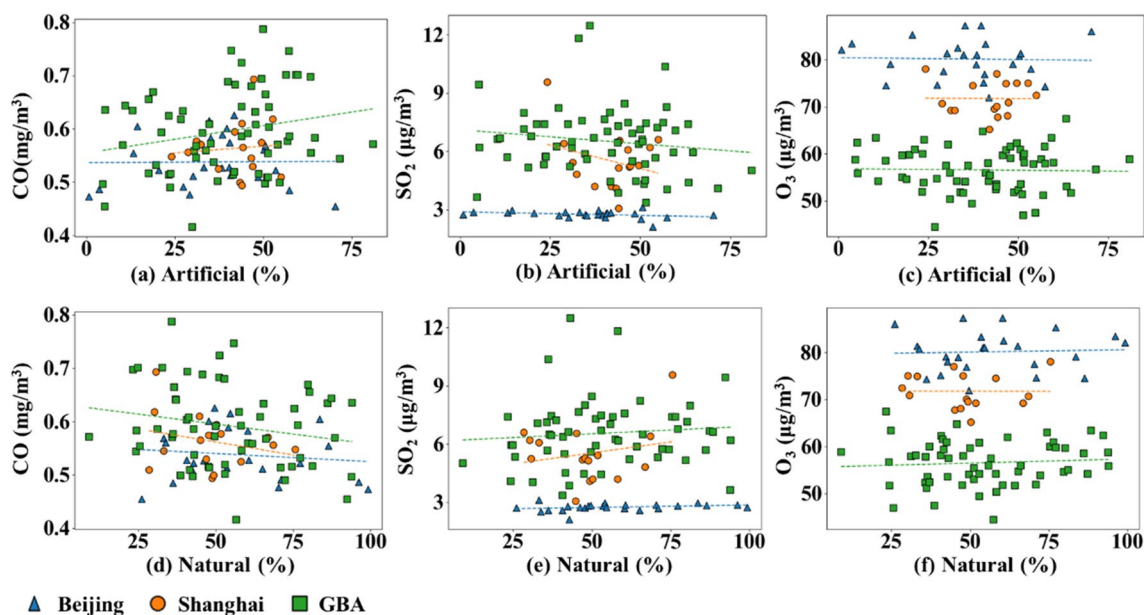 0.8
0.7
0.6
0.5
0.4
CO(mg/m³)
0 25 50 75
(a) Artificial (%)
12
9
6
3
SO₂ (μg/m³)
0 25 50 75
(b) Artificial (%)
80
70
60
50
O₃ (μg/m³)
0 25 50 75
(c) Artificial (%)
0.8
0.7
0.6
0.5
0.4
CO (mg/m³)
25 50 75 100
(d) Natural (%)
12
9
6
3
SO₂ (μg/m³)
25 50 75 100
(e) Natural (%)
80
70
60
50
O₃ (μg/m³)
25 50 75 100
(f) Natural (%)
Beijing Shanghai GBA